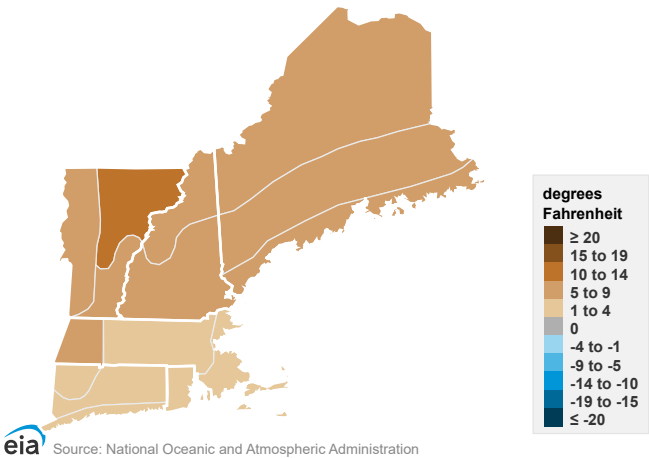 degrees
Fahrenheit
≥ 20
15 to 19
10 to 14
5 to 9
1 to 4
0
-4 to -1
-9 to -5
-14 to -10
-19 to -15
≤ -20
eia
Source: National Oceanic and Atmospheric Administration